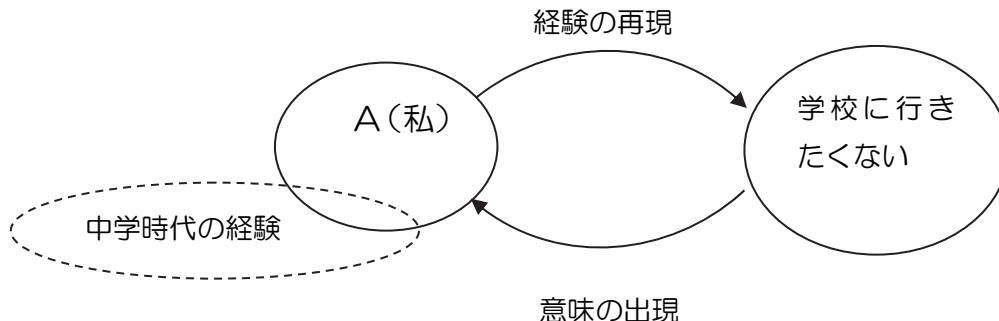 経験の再現
A(私)
学校に行き
たくない
中学時代の経験
意味の出現